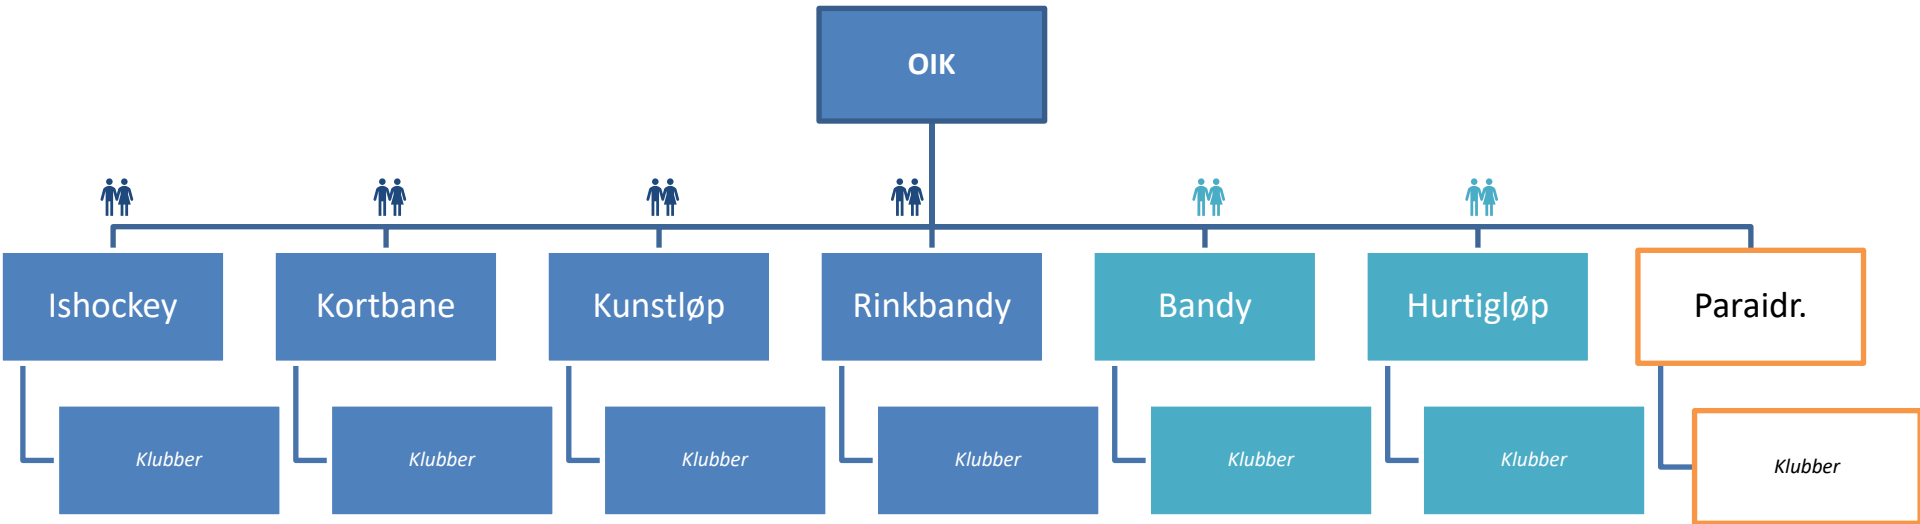 OIK
Ishockey
Kortbane
Kunstløp
Rinkbandy
Bandy
Hurtigløp
Paraidr.
Klubber
Klubber
Klubber
Klubber
Klubber
Klubber
Klubber